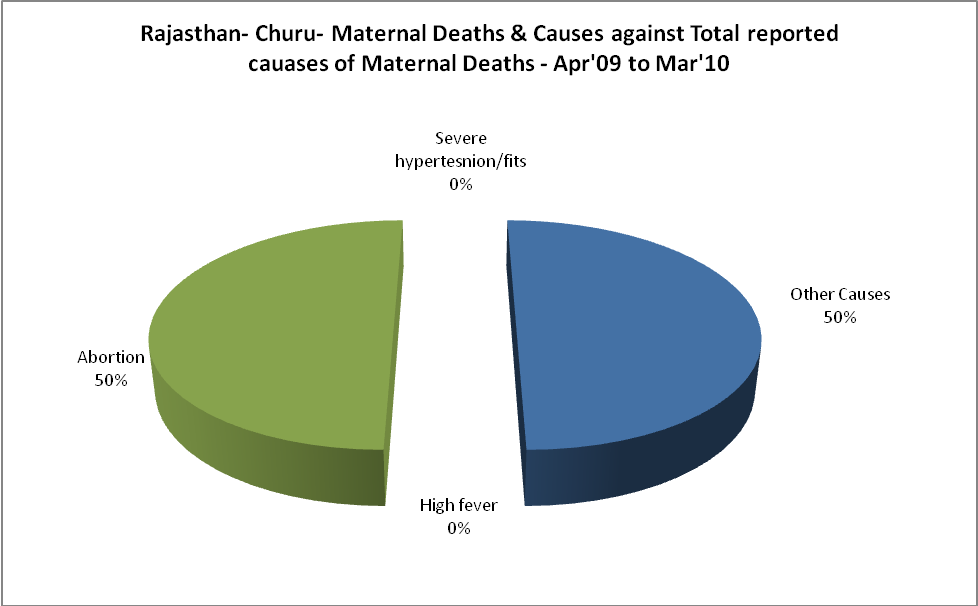 Rajasthan- Churu- Maternal Deaths & Causes against Total reported
cauases of Maternal Deaths - Apr'09 to Mar'10
Severe
hypertesnion/fits
0%
Other Causes
50%
Abortion
50%
High fever
0%